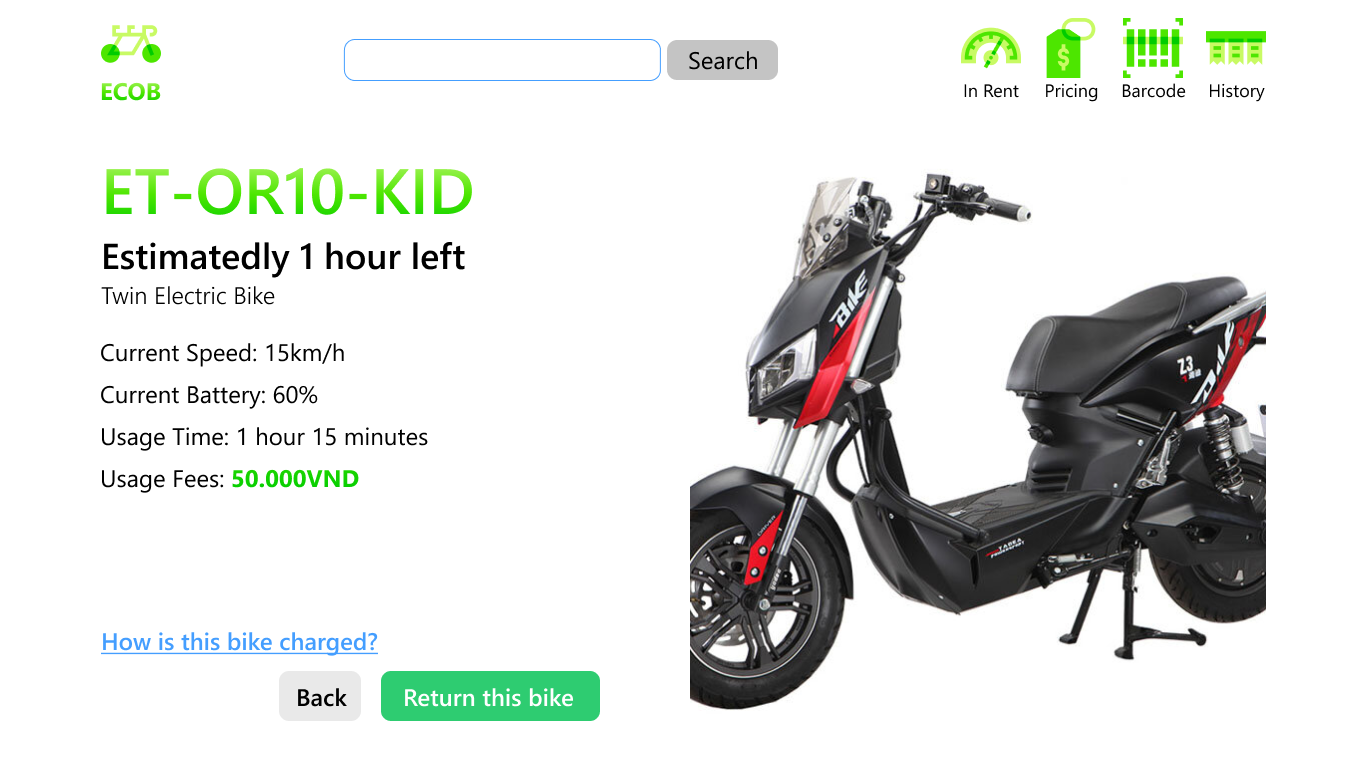 ECOB
Search
In Rent
Pricing
Barcode
History
ET-OR10-KID
Estimatedly 1 hour left
Twin Electric Bike
Current Speed: 15km/h
Current Battery: 60%
Usage Time: 1 hour 15 minutes
Usage Fees: 50.000VND
How is this bike charged?
Back
Return this bike
BIKE
Z3